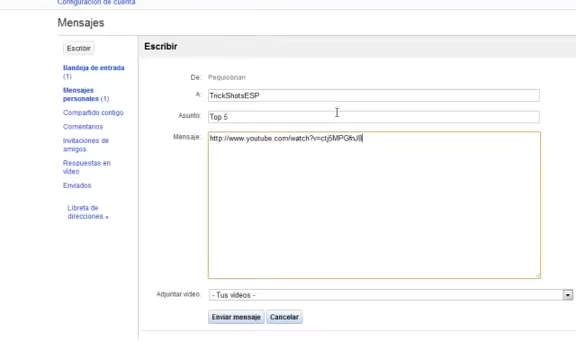 Configuración de cuenta
Mensajes
Escribir
Bandeja de entrada
(1)
Mensajes
personales (1)
Compartido contigo
Comentarios
Invitaciones de
amigos
Respuestas en
vídeo
Enviados
Libreta de
direcciones »
Escribir
De:
A: TrickShotsESP
Asunto: Top 5
Mensaje: http://www.youtube.com/watch?v=ctj5MPGfnJ8
Adjuntar vídeo: - Tus vídeos -
Enviar mensaje Cancelar